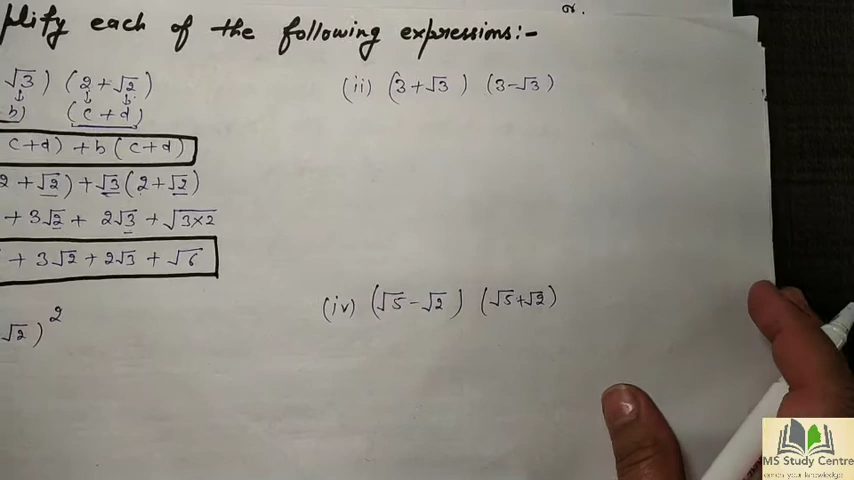 plify each of the following expressions:-
√3) (2+√2)
b) (c+d)
c+d) + b(c+d)
2+√2) + √3(2+√2)
+ 3√2 + 2√3 + √3×2
+ 3√2 + 2√3 + √6
√2)²
(ii) (3+√3) (3-√3)
(iv) (√5-√2) (√5+√2)
MS Study Centre